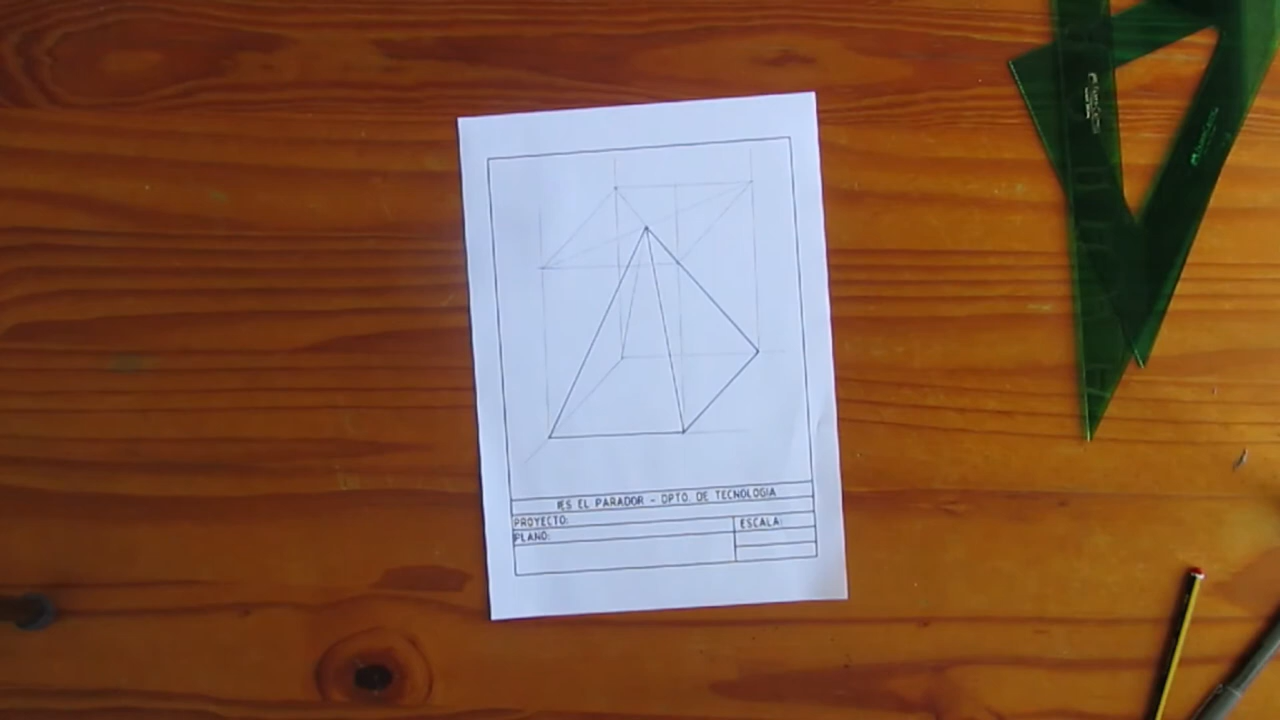 IES EL PARADOR - DPTO. DE TECNOLOGIA
PROYECTO:
ESCALA:
PLANO: